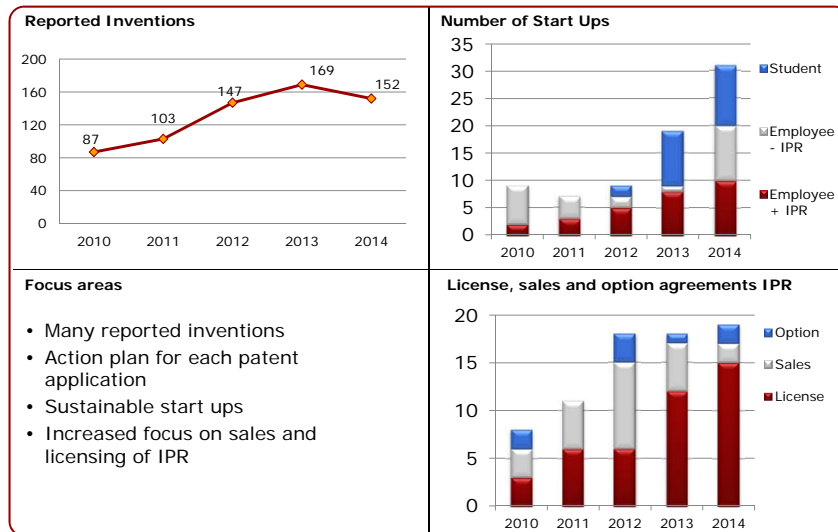 Reported Inventions
200
160
120
80
40
0
87
103
147
169
152
2010 2011 2012 2013 2014
Number of Start Ups
35
30
25
20
15
10
5
0
2010 2011 2012 2013 2014
Student
Employee
- IPR
Employee
+ IPR
Focus areas
• Many reported inventions
• Action plan for each patent
application
• Sustainable start ups
• Increased focus on sales and
licensing of IPR
License, sales and option agreements IPR
20
15
10
5
0
2010 2011 2012 2013 2014
Option
Sales
License